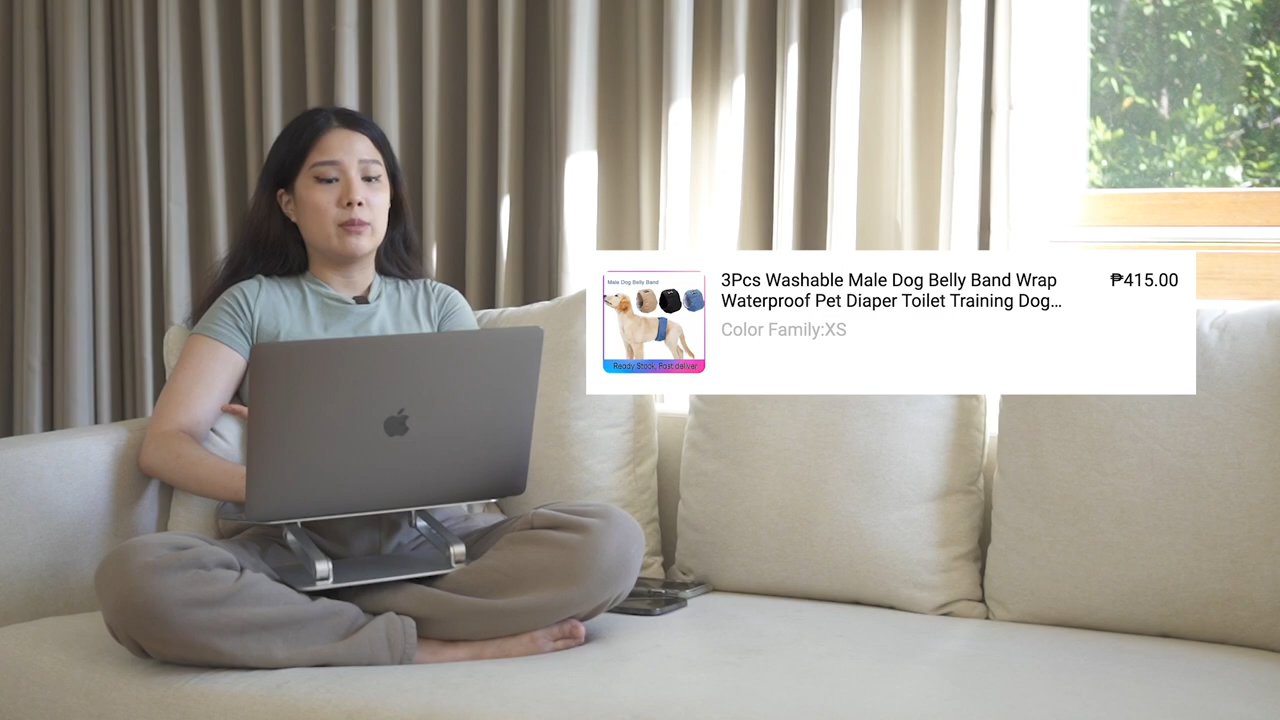 Male Dog Belly Band
3Pcs Washable Male Dog Belly Band Wrap
₱415.00
Waterproof Pet Diaper Toilet Training Dog…
Color Family:XS
Ready Stock, Fast deliver